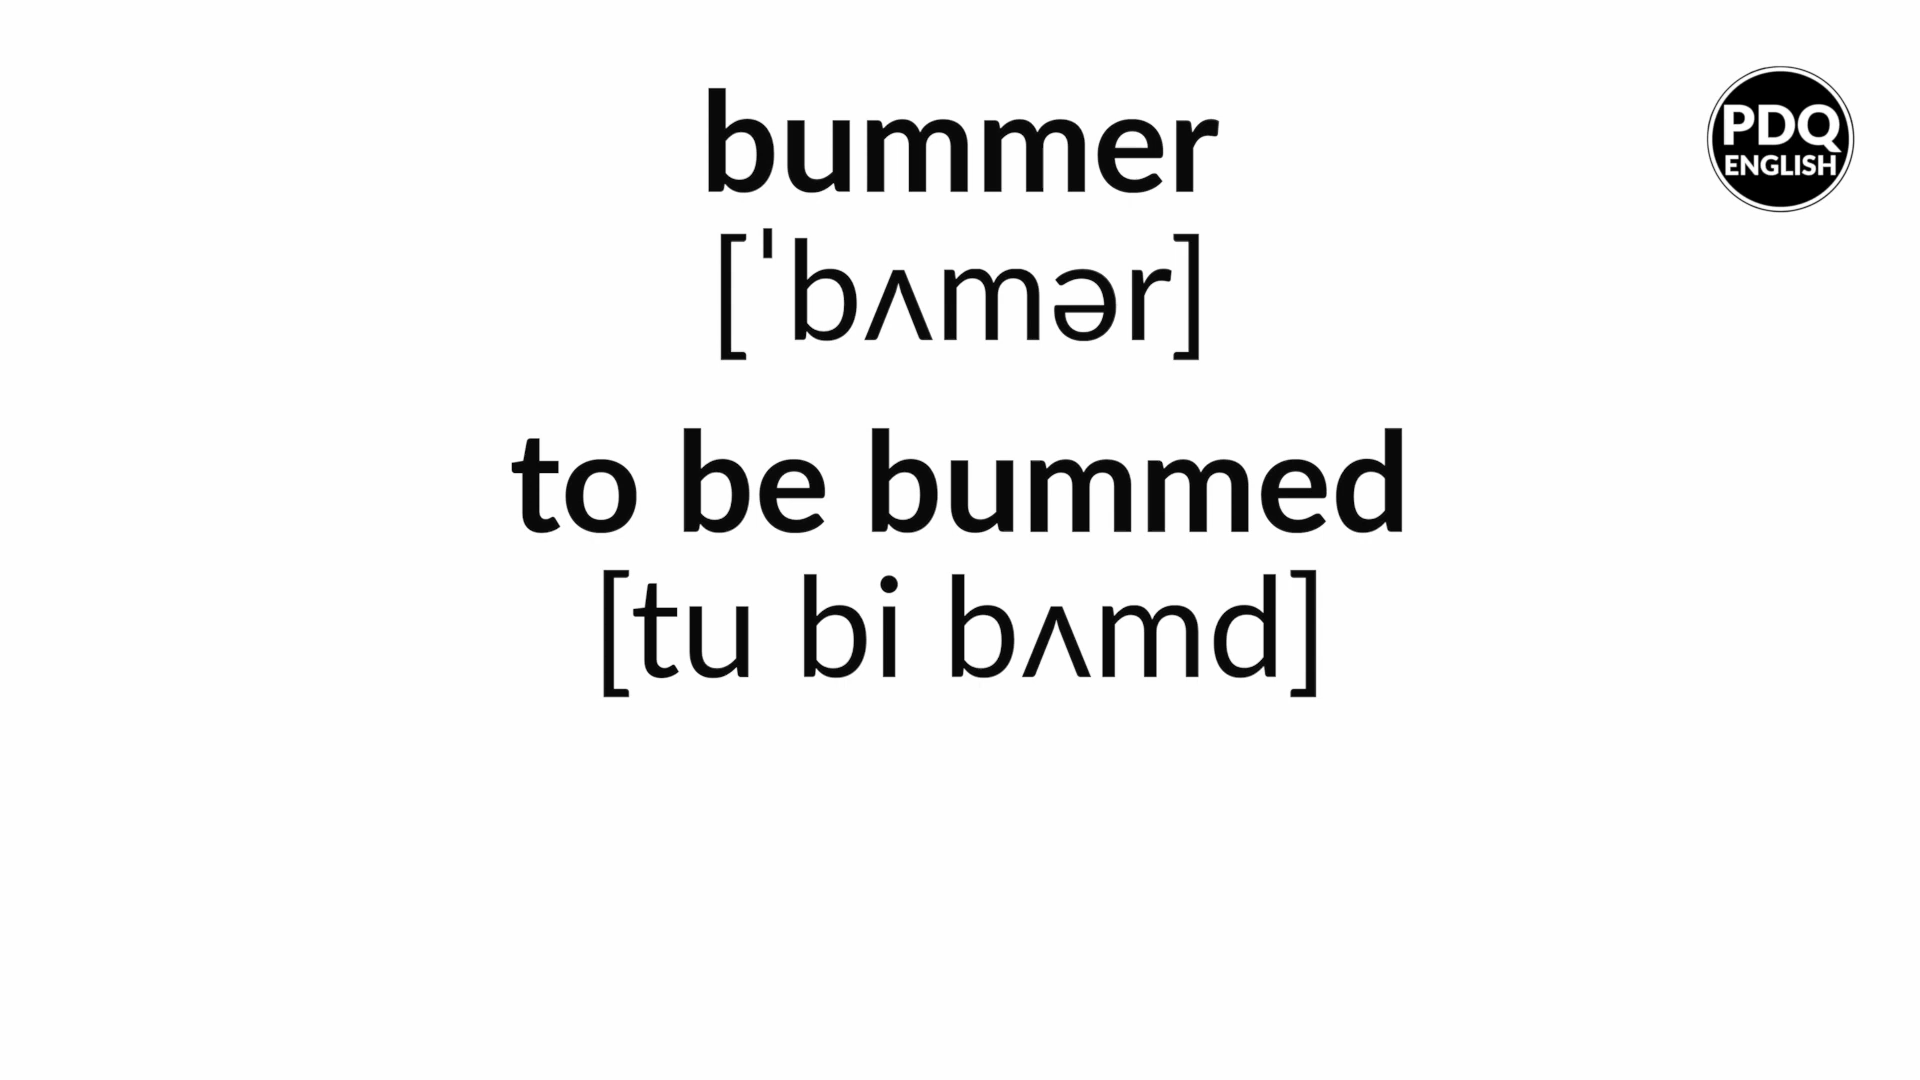 bummer
[ˈbʌmər]
to be bummed
[tu bi bʌmd]
PDQ
ENGLISH